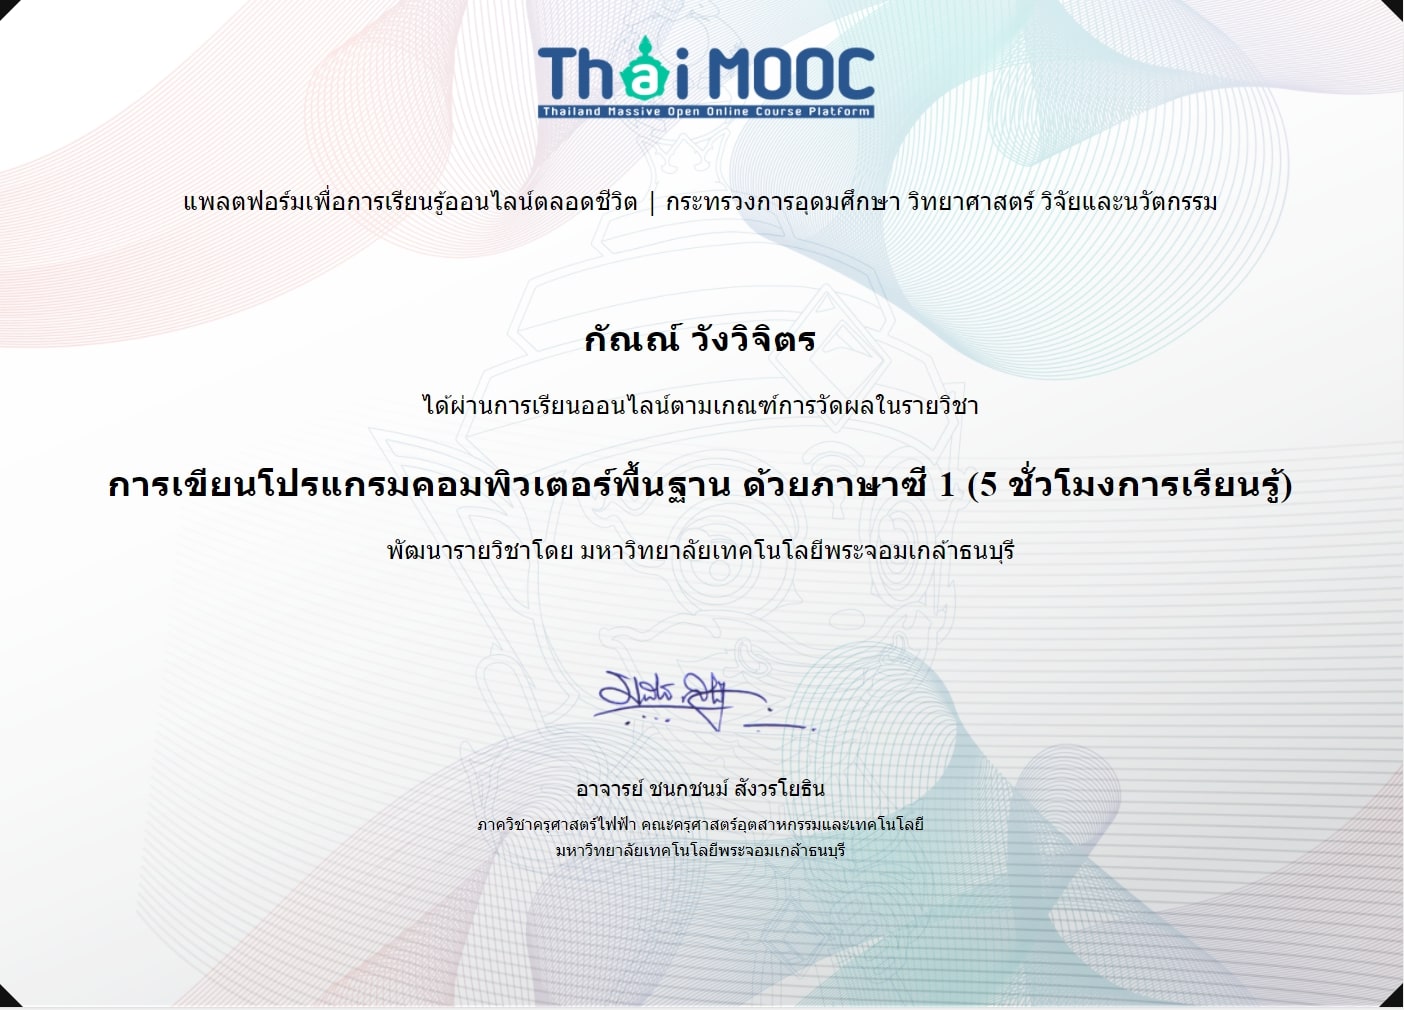 Thai MOOC
Thailand Massive Open Online Course Platform
แพลตฟอร์มเพื่อการเรียนรู้ออนไลน์ตลอดชีวิต | กระทรวงการอุดมศึกษา วิทยาศาสตร์ วิจัยและนวัตกรรม
กัณณ์ วังวิจิตร
ได้ผ่านการเรียนออนไลน์ตามเกณฑ์การวัดผลในรายวิชา
การเขียนโปรแกรมคอมพิวเตอร์พื้นฐาน ด้วยภาษาซี 1 (5 ชั่วโมงการเรียนรู้)
พัฒนารายวิชาโดย มหาวิทยาลัยเทคโนโลยีพระจอมเกล้าธนบุรี
อาจารย์ ชนกชนม์ สังวรโยธิน
ภาควิชาครุศาสตร์ไฟฟ้า คณะครุศาสตร์อุตสาหกรรมและเทคโนโลยี
มหาวิทยาลัยเทคโนโลยีพระจอมเกล้าธนบุรี